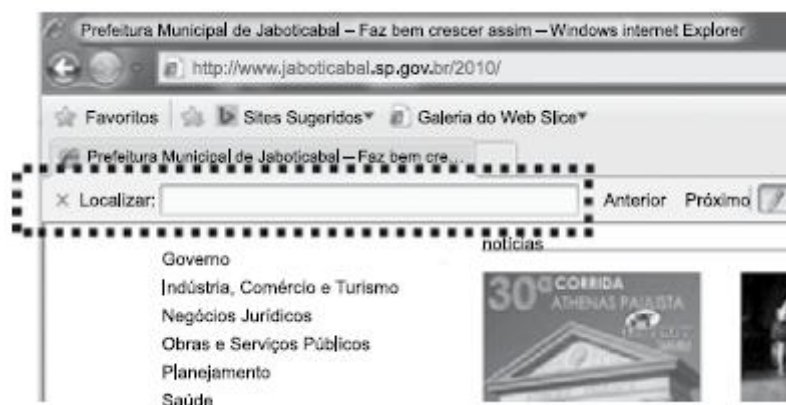 Prefeitura Municipal de Jaboticabal – Faz bem crescer assim – Windows internet Explorer
http://www.jaboticabal.sp.gov.br/2010/
Favoritos Sites Sugeridos Galeria do Web Slice
Prefeitura Municipal de Jaboticabal – Faz bem cre...
× Localizar: Anterior Próximo
notícias
Governo
Indústria, Comércio e Turismo
Negócios Jurídicos
Obras e Serviços Públicos
Planejamento
Saúde
30ª CORRIDA
ATHENAS PAULISTA